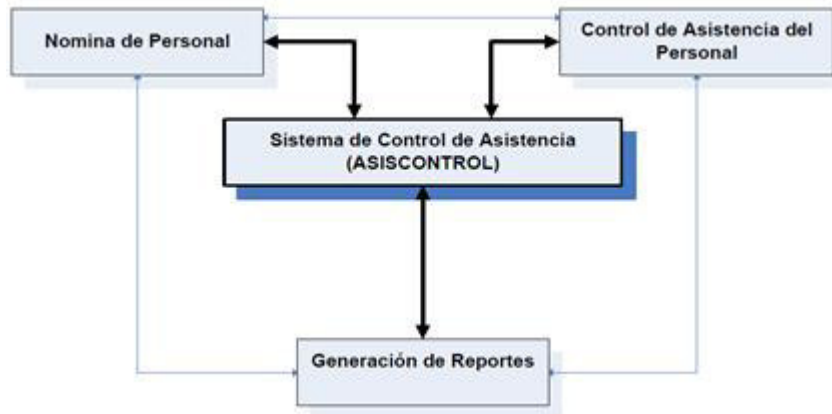 Nomina de Personal
Control de Asistencia del
Personal
Sistema de Control de Asistencia
(ASISCONTROL)
Generación de Reportes